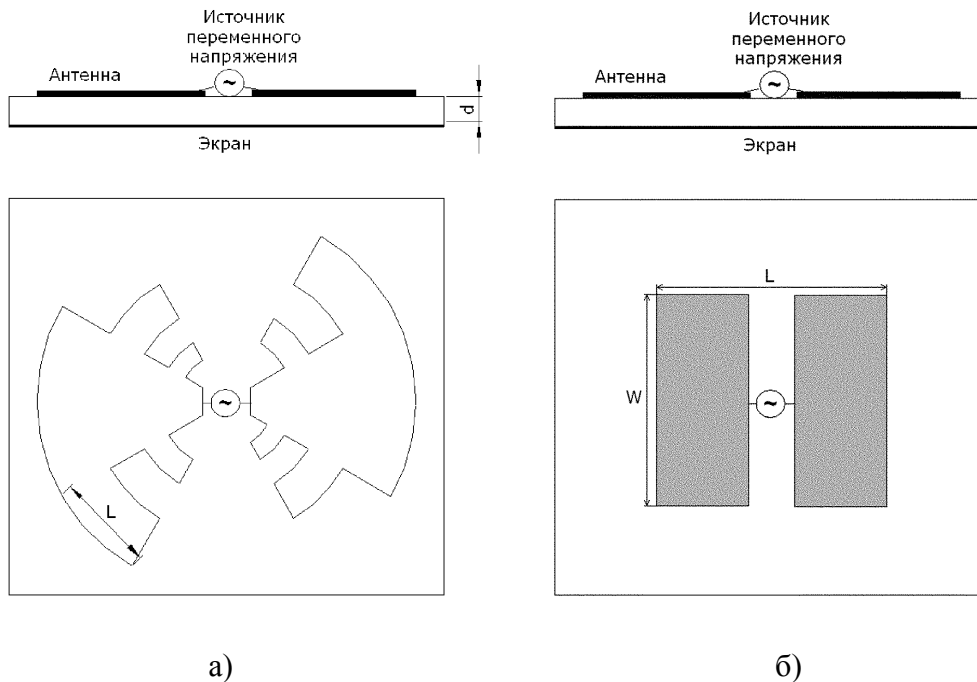 Источник
переменного
напряжения
Антенна
~
d
Экран
L
а)
Источник
переменного
напряжения
Антенна
~
Экран
L
W
~
б)